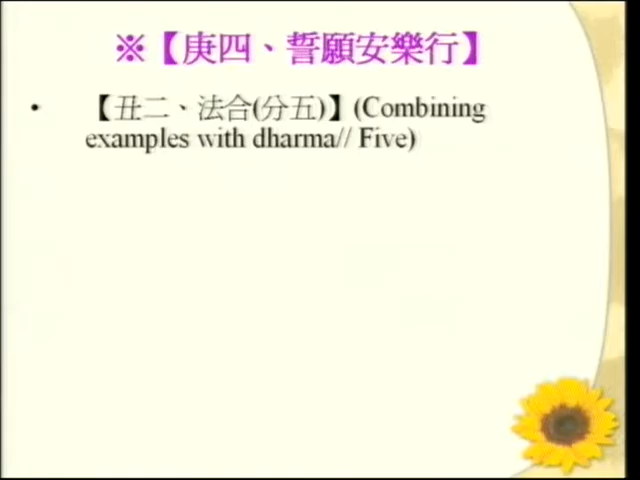 ※【庚四、誓願安樂行】
• 【丑二、法合(分五)】(Combining
examples with dharma// Five)